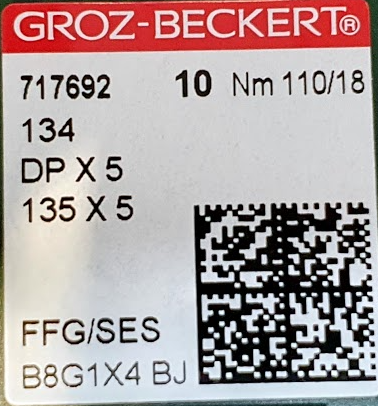 GROZ-BECKERT®
717692 10 Nm 110/18
134
DP X 5
135 X 5
FFG/SES
B8G1X4 BJ